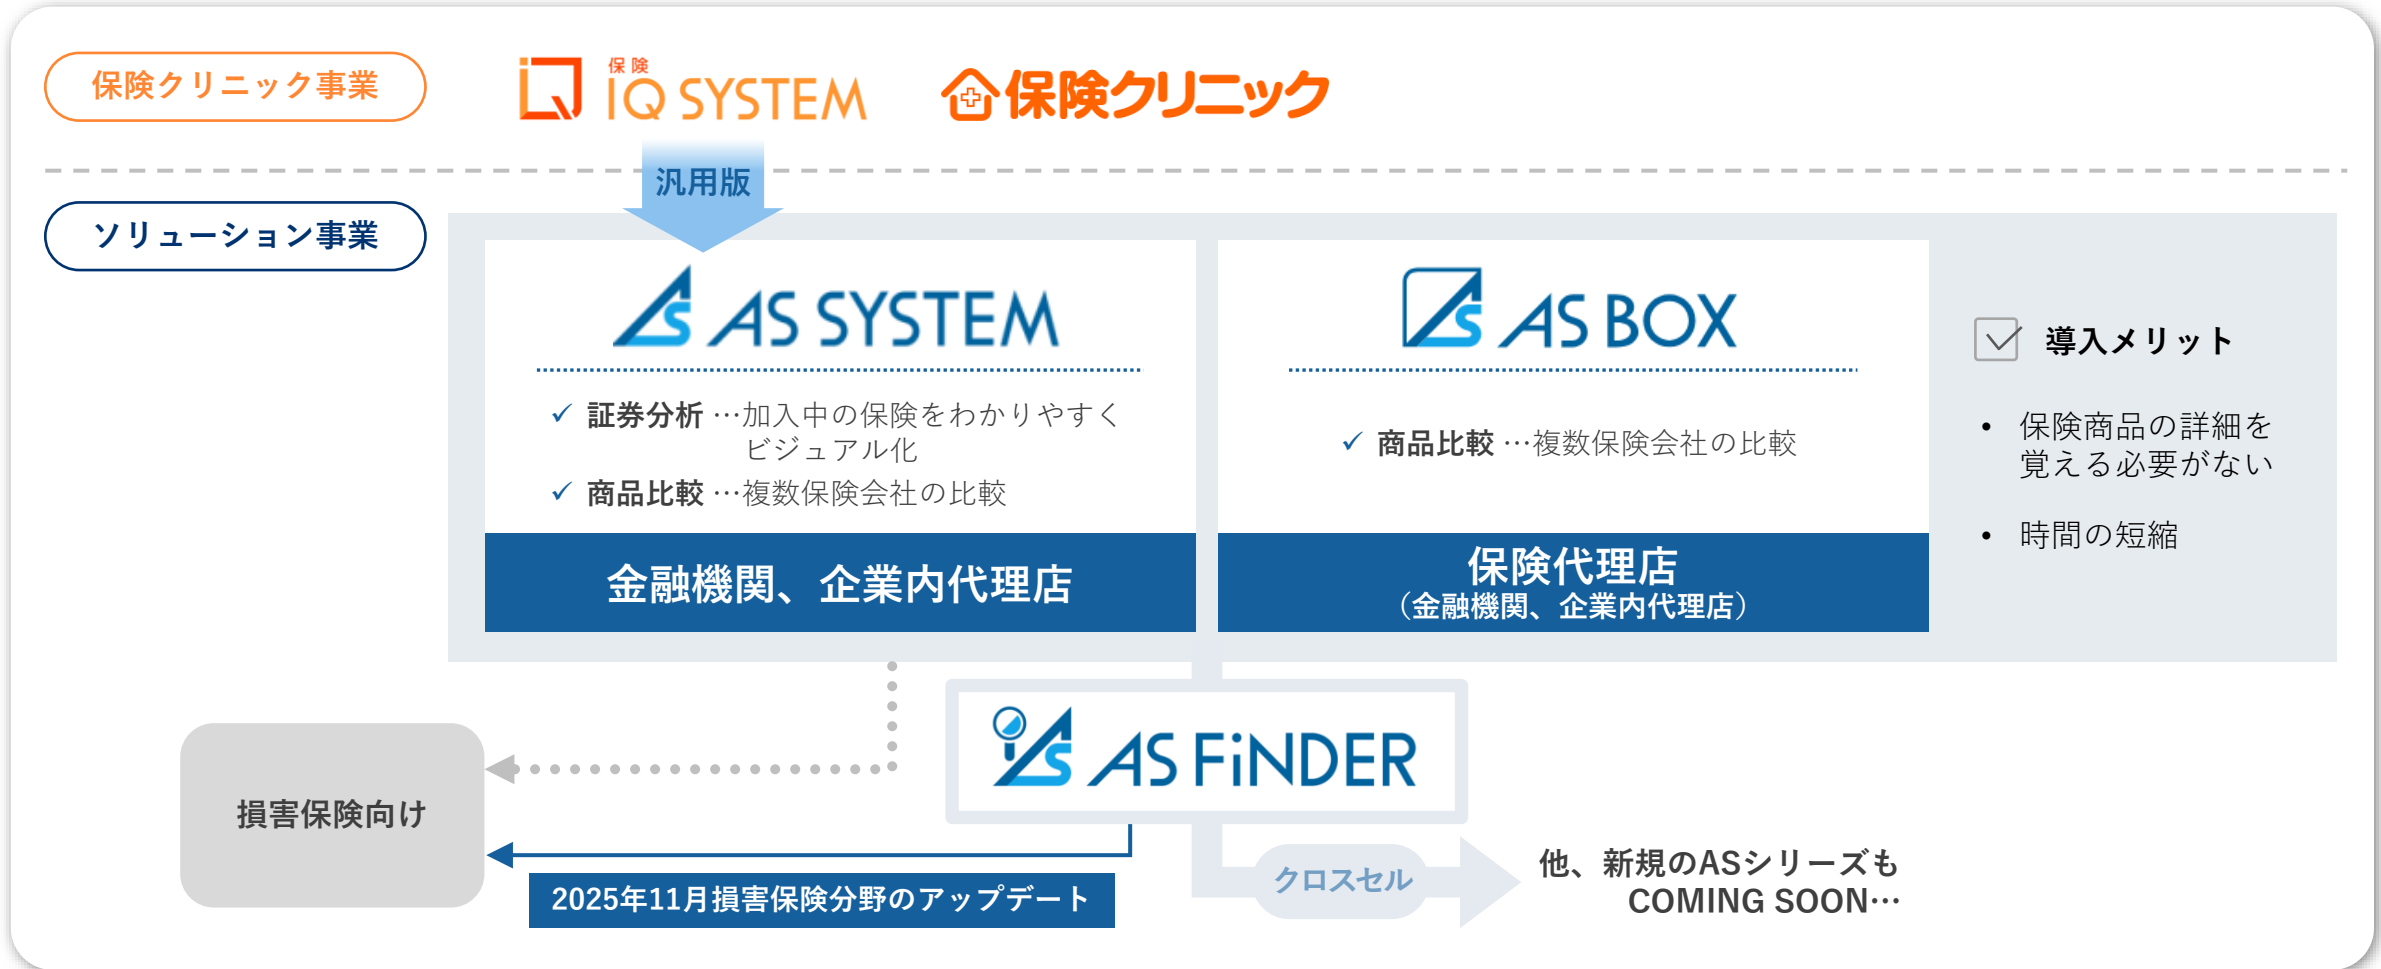 保険クリニック事業
保険
IQ SYSTEM
保険クリニック
汎用版
ソリューション事業
AS SYSTEM
✓ 証券分析 …加入中の保険をわかりやすく
ビジュアル化
✓ 商品比較 …複数保険会社の比較
金融機関、企業内代理店
AS BOX
✓ 商品比較 …複数保険会社の比較
保険代理店
（金融機関、企業内代理店）
導入メリット
• 保険商品の詳細を
覚える必要がない
• 時間の短縮
AS FiNDER
損害保険向け
2025年11月損害保険分野のアップデート
クロスセル
他、新規のASシリーズも
COMING SOON…